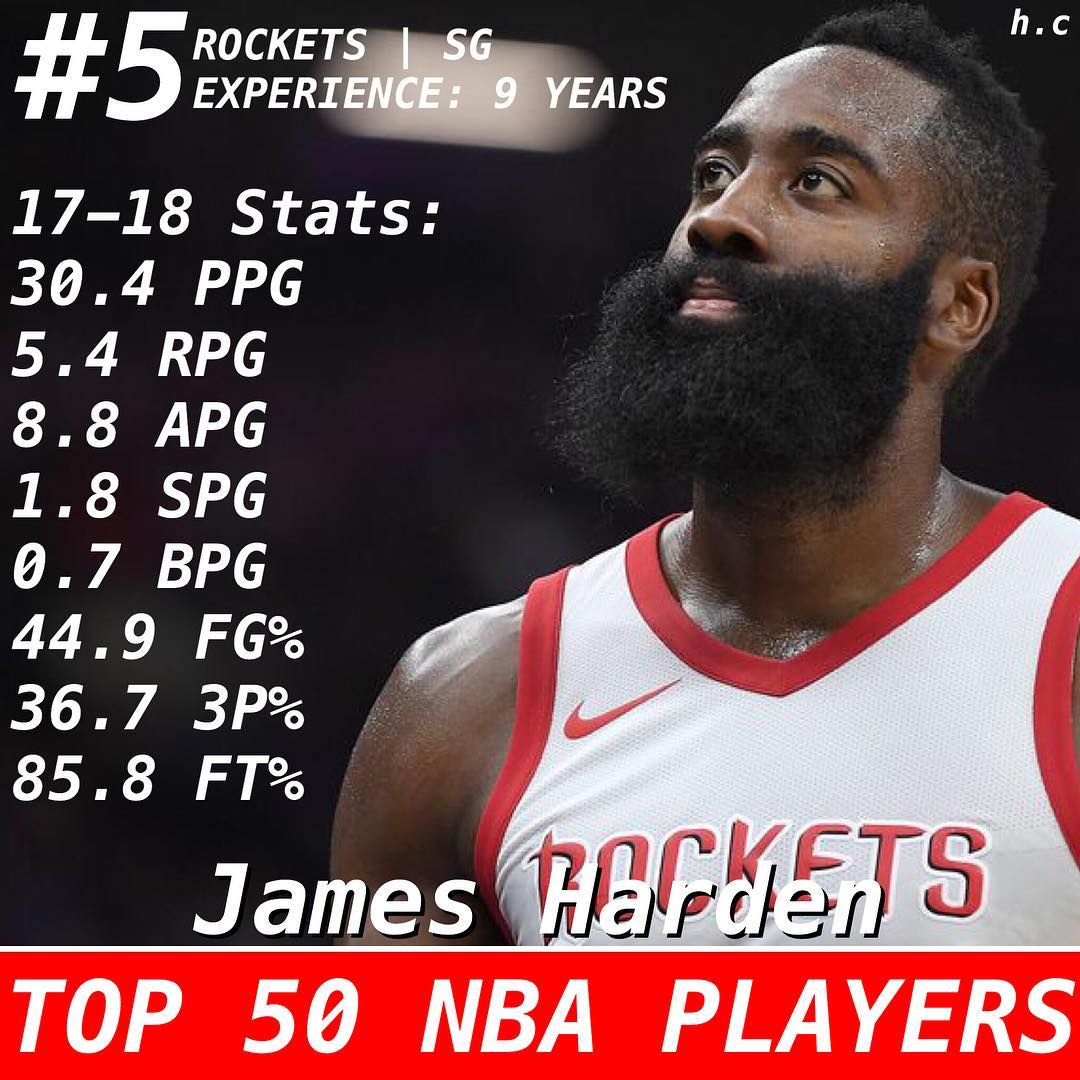 h.c
#5
ROCKETS | SG
EXPERIENCE: 9 YEARS
17-18 Stats:
30.4 PPG
5.4 RPG
8.8 APG
1.8 SPG
0.7 BPG
44.9 FG%
36.7 3P%
85.8 FT%
ROCKETS
James Harden
TOP 50 NBA PLAYERS